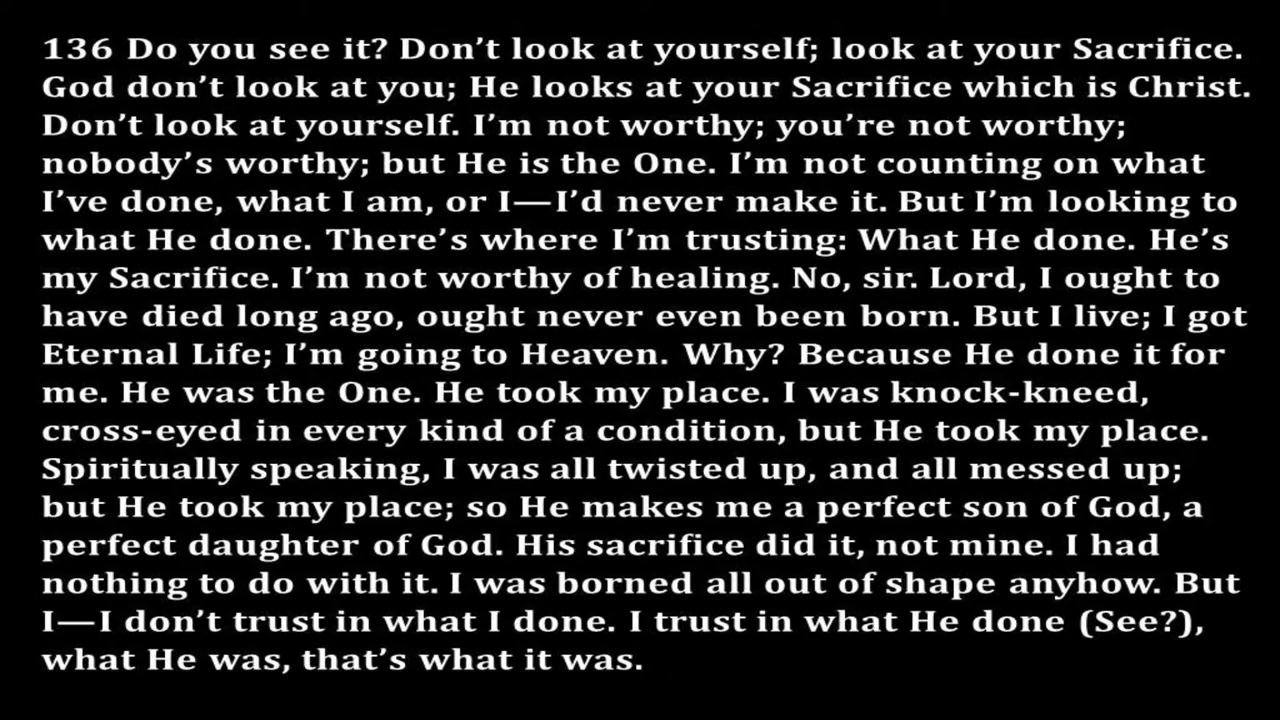 136 Do you see it? Don’t look at yourself; look at your Sacrifice.
God don’t look at you; He looks at your Sacrifice which is Christ.
Don’t look at yourself. I’m not worthy; you’re not worthy;
nobody’s worthy; but He is the One. I’m not counting on what
I’ve done, what I am, or I—I’d never make it. But I’m looking to
what He done. There’s where I’m trusting: What He done. He’s
my Sacrifice. I’m not worthy of healing. No, sir. Lord, I ought to
have died long ago, ought never even been born. But I live; I got
Eternal Life; I’m going to Heaven. Why? Because He done it for
me. He was the One. He took my place. I was knock-kneed,
cross-eyed in every kind of a condition, but He took my place.
Spiritually speaking, I was all twisted up, and all messed up;
but He took my place; so He makes me a perfect son of God, a
perfect daughter of God. His sacrifice did it, not mine. I had
nothing to do with it. I was borned all out of shape anyhow. But
I—I don’t trust in what I done. I trust in what He done (See?),
what He was, that’s what it was.